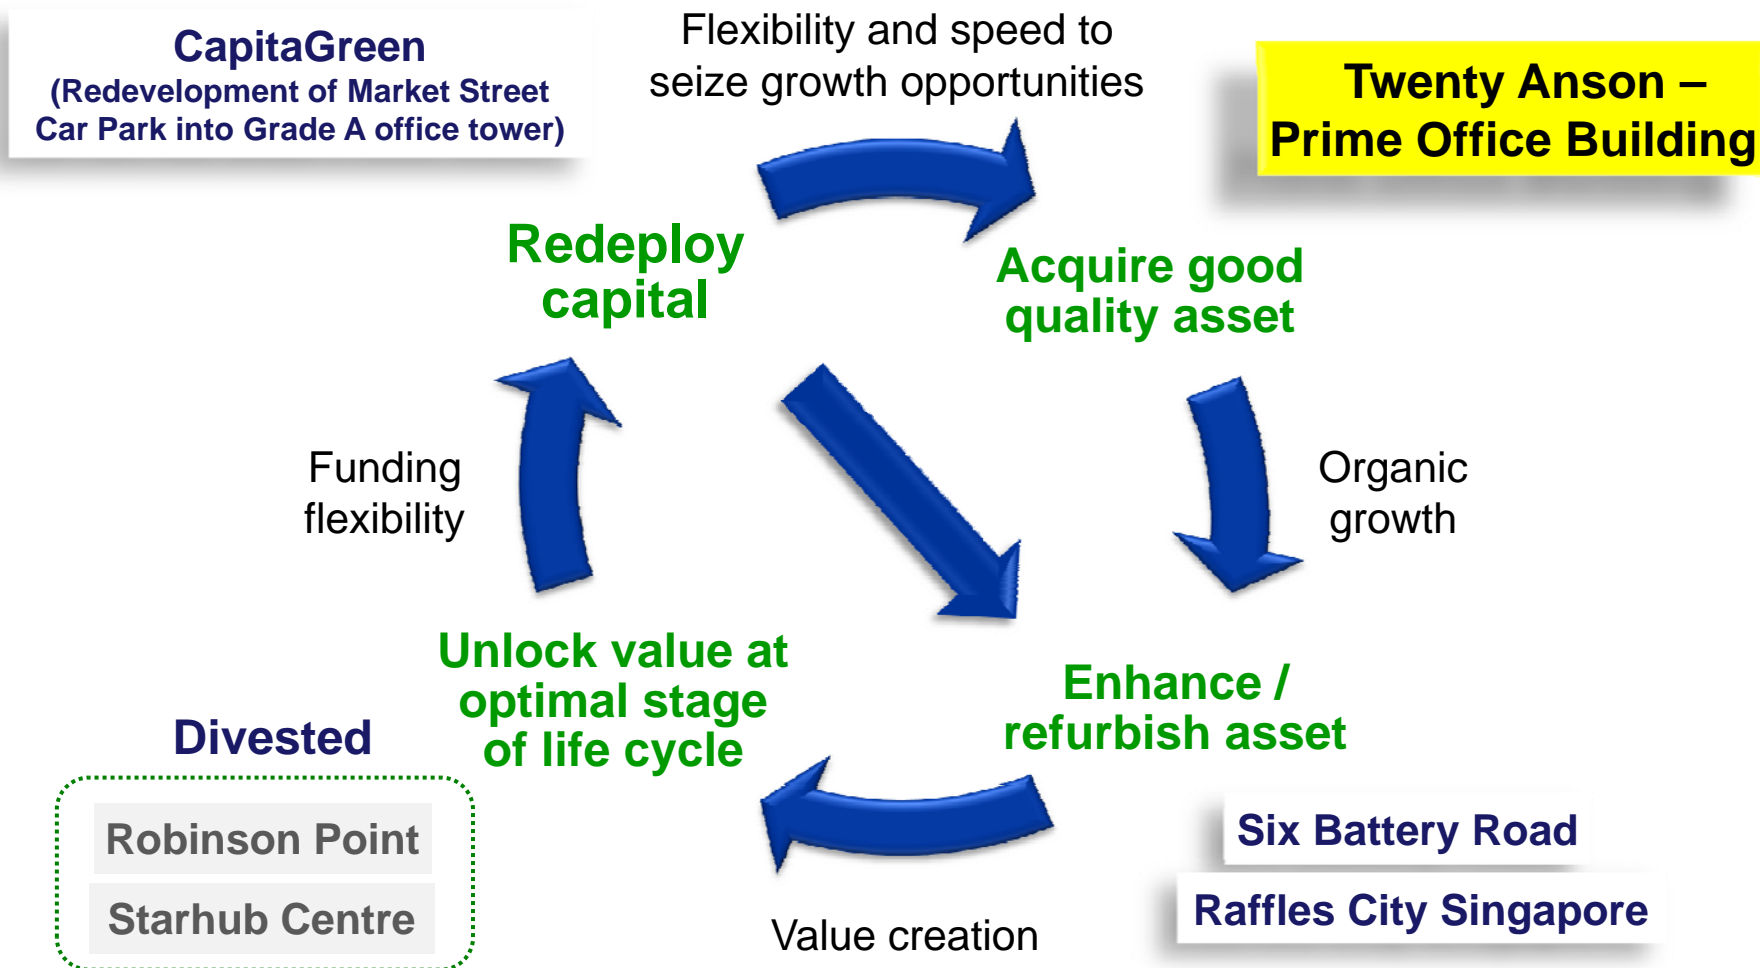 CapitaGreen
(Redevelopment of Market Street
Car Park into Grade A office tower)
Flexibility and speed to
seize growth opportunities
Twenty Anson –
Prime Office Building
Redeploy
capital
Acquire good
quality asset
Funding
flexibility
Organic
growth
Unlock value at
optimal stage
of life cycle
Enhance /
refurbish asset
Divested
Robinson Point
Starhub Centre
Value creation
Six Battery Road
Raffles City Singapore